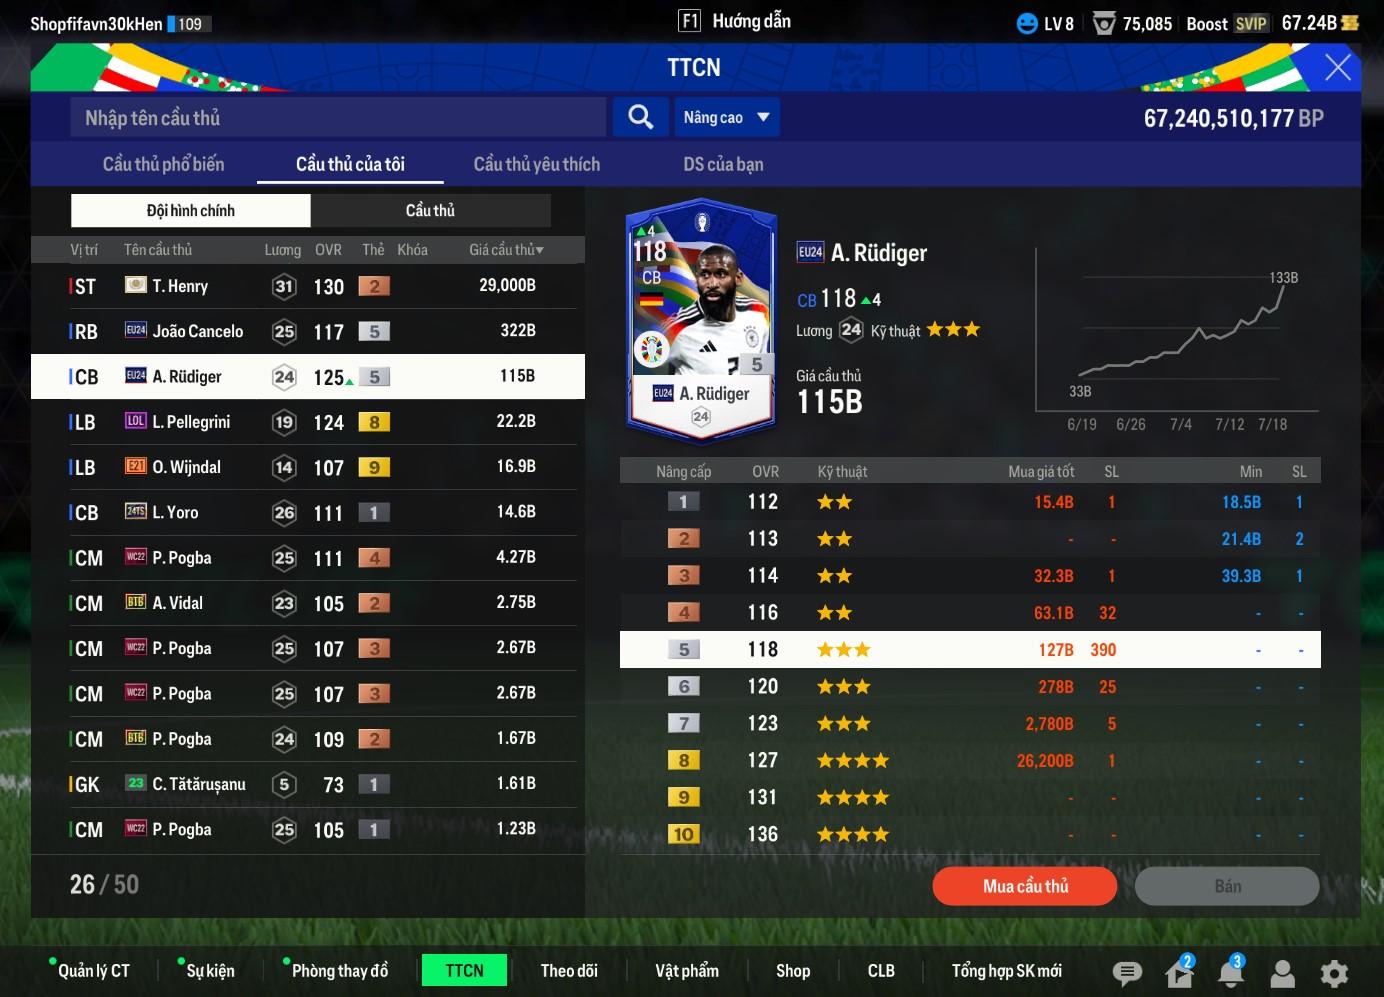 Shopfifavn30kHen 109
F1 Hướng dẫn
LV 8 75,085 Boost SVIP 67.24B
TTCN
Nhập tên cầu thủ
Nâng cao
67,240,510,177 BP
Cầu thủ phổ biến Cầu thủ của tôi Cầu thủ yêu thích DS của bạn
Đội hình chính Cầu thủ
Vị trí Tên cầu thủ Lương OVR Thẻ Khóa Giá cầu thủ
ST T. Henry 31 130 2 29,000B
RB EU24 João Cancelo 25 117 5 322B
CB EU24 A. Rüdiger 24 125 5 115B
LB LOL L. Pellegrini 19 124 8 22.2B
LB E21 O. Wijndal 14 107 9 16.9B
CB 24TS L. Yoro 26 111 1 14.6B
CM WC22 P. Pogba 25 111 4 4.27B
CM BTB A. Vidal 23 105 2 2.75B
CM WC22 P. Pogba 25 107 3 2.67B
CM WC22 P. Pogba 25 107 3 2.67B
CM BTB P. Pogba 24 109 2 1.67B
GK 23 C. Tătărușanu 5 73 1 1.61B
CM WC22 P. Pogba 25 105 1 1.23B
26 / 50
4
118
CB
5
EU24 A. Rüdiger
24
EU24 A. Rüdiger
CB 118 4
Lương 24 Kỹ thuật
Giá cầu thủ
115B
133B
33B
6/19 6/26 7/4 7/12 7/18
Nâng cấp OVR Kỹ thuật Mua giá tốt SL Min SL
1 112 15.4B 1 18.5B 1
2 113 - - 21.4B 2
3 114 32.3B 1 39.3B 1
4 116 63.1B 32 - -
5 118 127B 390 - -
6 120 278B 25 - -
7 123 2,780B 5 - -
8 127 26,200B 1 - -
9 131 - - - -
10 136 - - - -
Mua cầu thủ Bán
Quản lý CT Sự kiện Phòng thay đồ TTCN Theo dõi Vật phẩm Shop CLB Tổng hợp SK mới 2 3